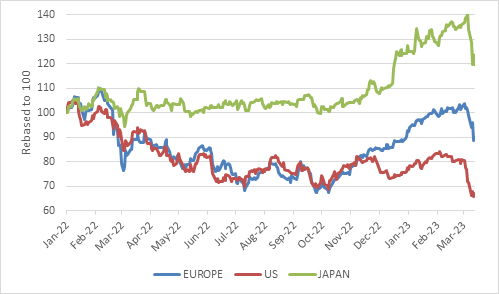 140
130
120
110
100
90
80
70
60
Rebased to 100
Jan-22
Feb-22
Mar-22
Apr-22
May-22
Jun-22
Jul-22
Aug-22
Sep-22
Oct-22
Nov-22
Dec-22
Jan-23
Feb-23
Mar-23
EUROPE US JAPAN